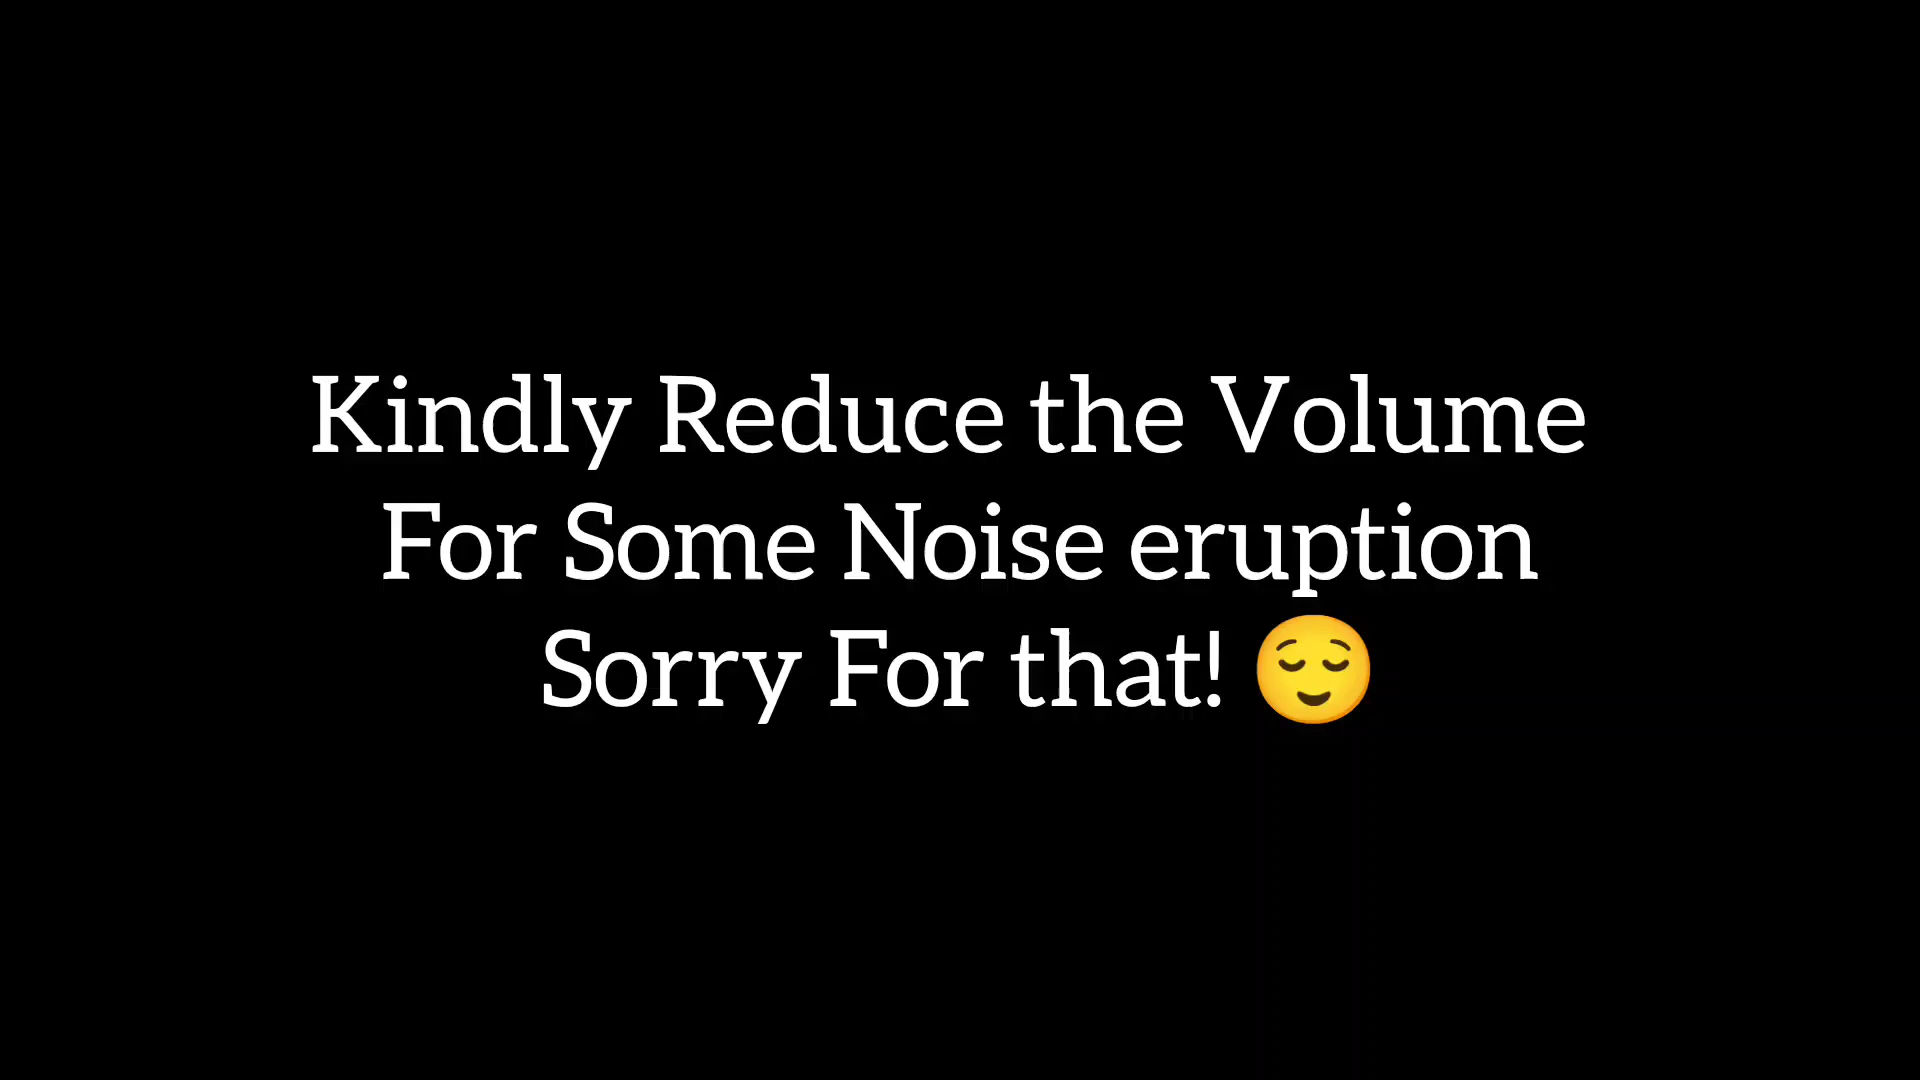 Kindly Reduce the Volume
For Some Noise eruption
Sorry For that! 😌